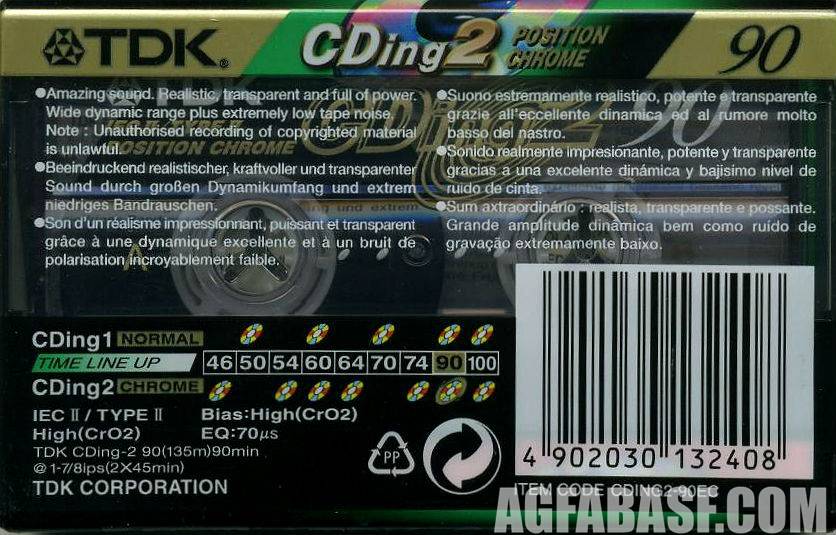 TDK CDing2 POSITION CHROME 90
•Amazing sound. Realistic, transparent and full of power.
Wide dynamic range plus extremely low tape noise.
Note : Unauthorised recording of copyrighted material
is unlawful.
•Beeindruckend realistischer, kraftvoller und transparenter
Sound durch großen Dynamikumfang und extrem
niedriges Bandrauschen.
•Son d'un réalisme impressionnant, puissant et transparent
grâce à une dynamique excellente et à un bruit de
polarisation incroyablement faible.
•Suono estremamente realistico, potente e transparente
grazie all'eccellente dinamica ed al rumore molto
basso del nastro.
•Sonido realmente impresionante, potente y transparente
gracias a una excelente dinámica y bajisimo nivel de
ruido de cinta.
•Sum axtraordinário : realista, transparente e possante.
Grande amplitude dinâmica bem como ruído de
gravação extremamente baixo.
TDK
CDing2 90
POSITION CHROME
A
CDing1 NORMAL
TIME LINE UP 46 50 54 60 64 70 74 90 100
CDing2 CHROME
IEC II / TYPE II Bias:High(CrO2)
High(CrO2) EQ:70µs
TDK CDing-2 90(135m)90min
@1-7/8ips(2X45min)
TDK CORPORATION
PP
4 902030 132408
ITEM CODE CDING2-90EC
AGFABASE.COM